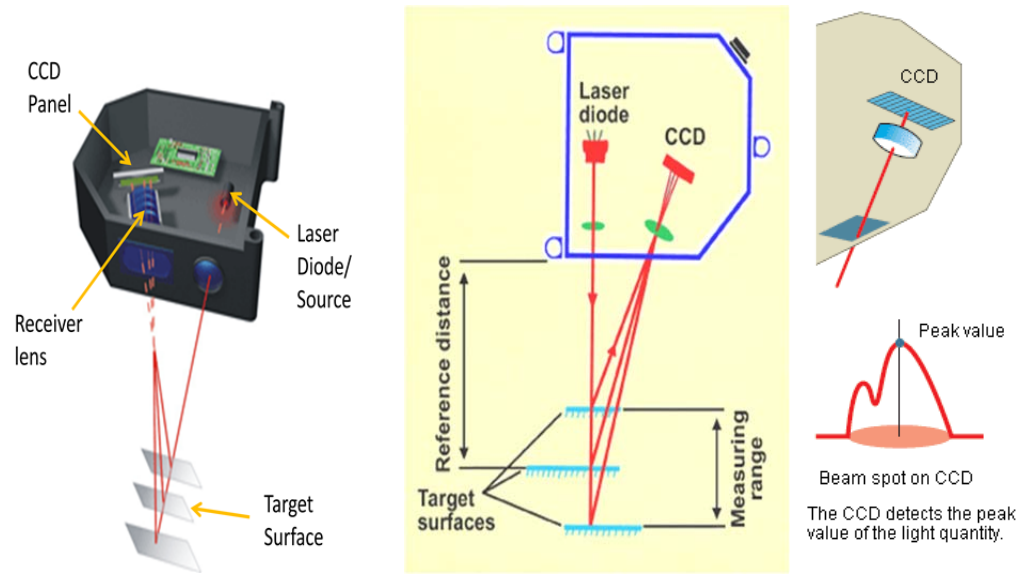 CCD
Panel
Laser
Diode/
Source
Receiver
lens
Target
Surface
Laser
diode
CCD
Reference distance
Measuring
range
Target
surfaces
CCD
Peak value
Beam spot on CCD
The CCD detects the peak
value of the light quantity.